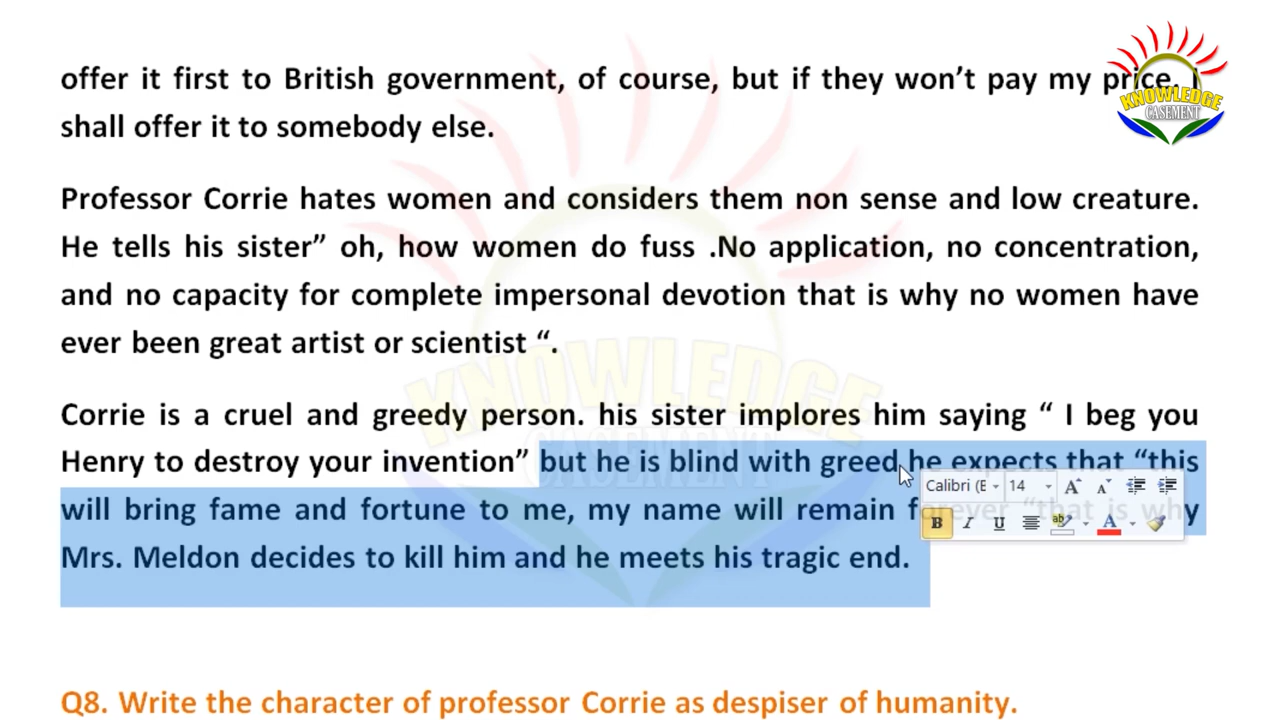 offer it first to British government, of course, but if they won't pay my price. I
shall offer it to somebody else.
KNOWLEDGE
CASEMENT
Professor Corrie hates women and considers them non sense and low creature.
He tells his sister” oh, how women do fuss .No application, no concentration,
and no capacity for complete impersonal devotion that is why no women have
ever been great artist or scientist “.
KNOWLEDGE
CASEMENT
Corrie is a cruel and greedy person. his sister implores him saying “ I beg you
Henry to destroy your invention” but he is blind with greed he expects that “this
will bring fame and fortune to me, my name will remain forever “that is why
Calibri (E 14
B I U A
Mrs. Meldon decides to kill him and he meets his tragic end.
Q8. Write the character of professor Corrie as despiser of humanity.